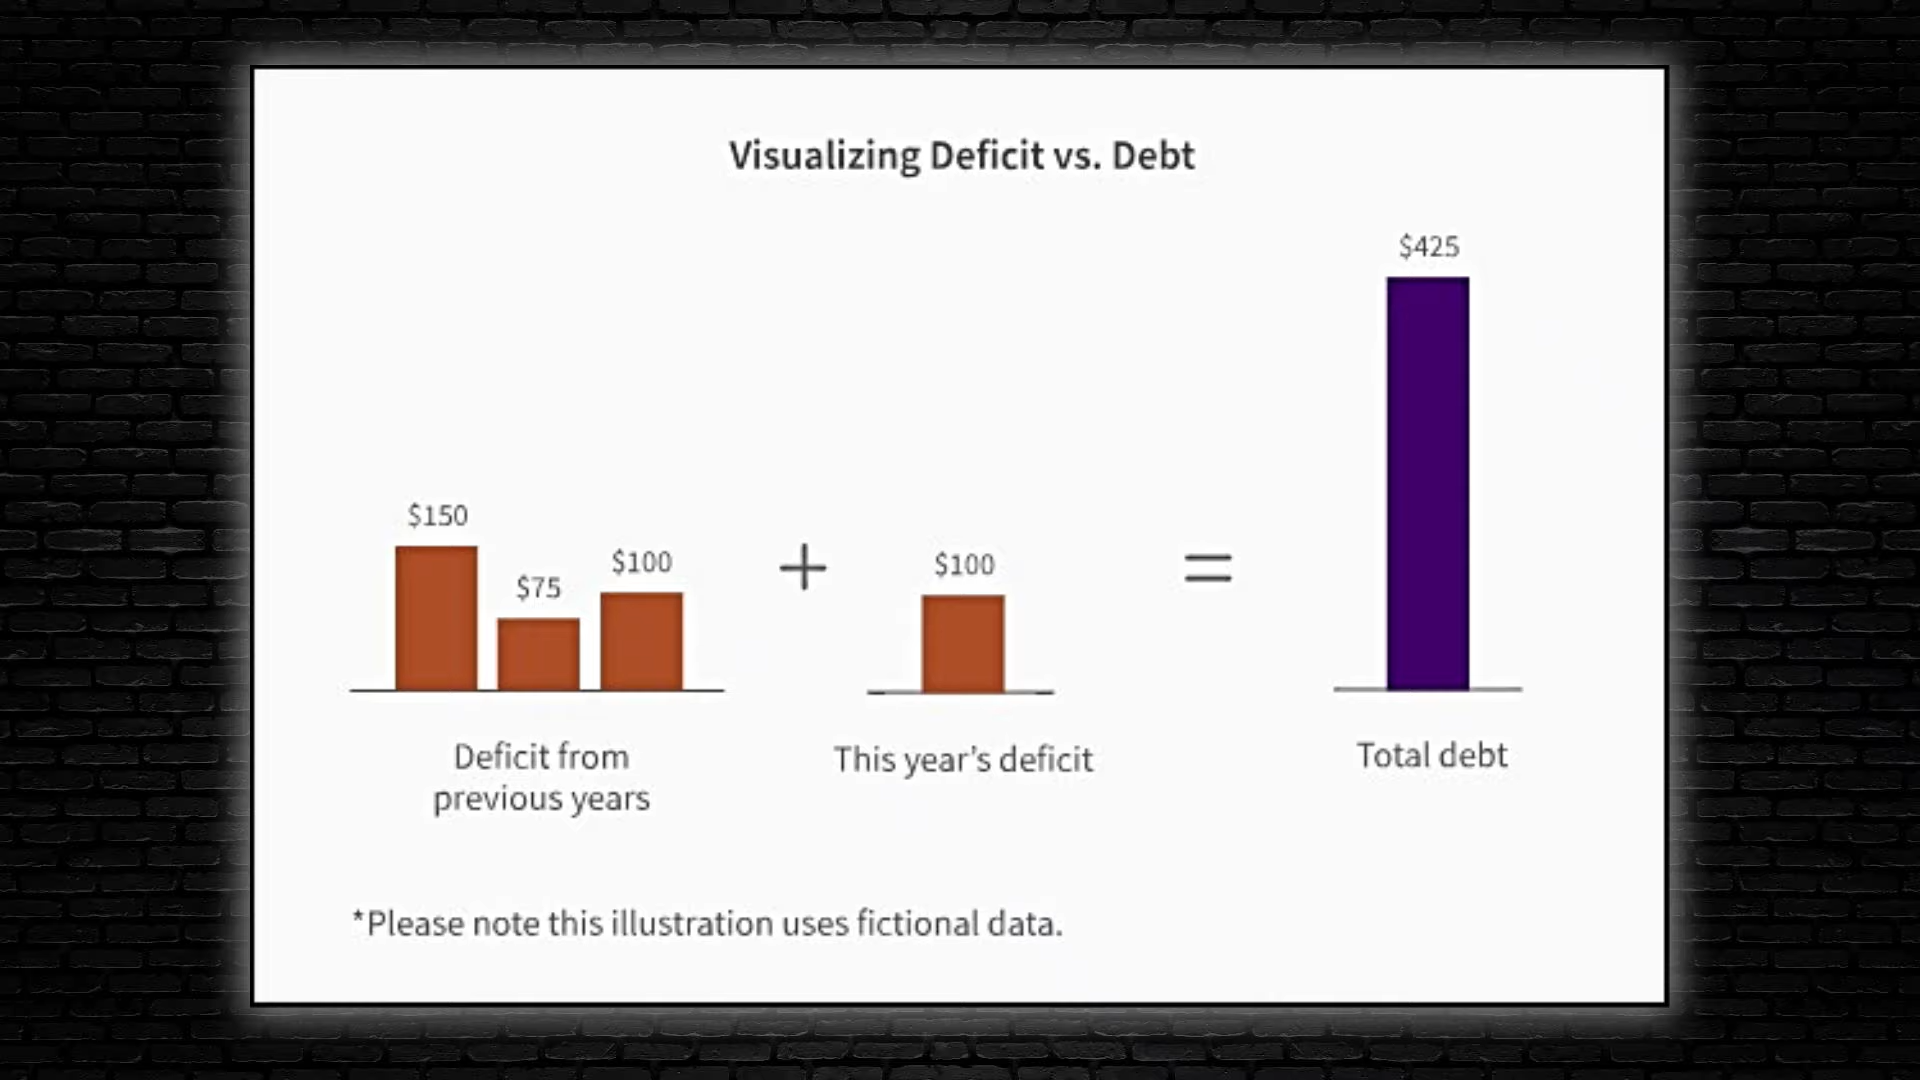 Visualizing Deficit vs. Debt
$425
$150
$75
$100
+
$100
=
Deficit from
previous years
This year's deficit
Total debt
*Please note this illustration uses fictional data.